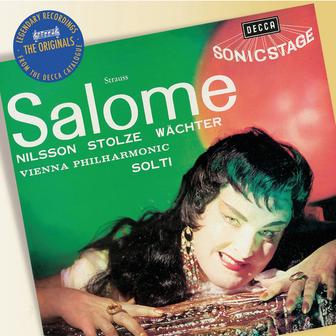 LEGENDARY RECORDINGS
THE ORIGINALS
FROM THE DECCA CATALOGUE
DECCA
SONICSTAGE
Strauss
Salome
NILSSON STOLZE WÄCHTER
VIENNA PHILHARMONIC
SOLTI